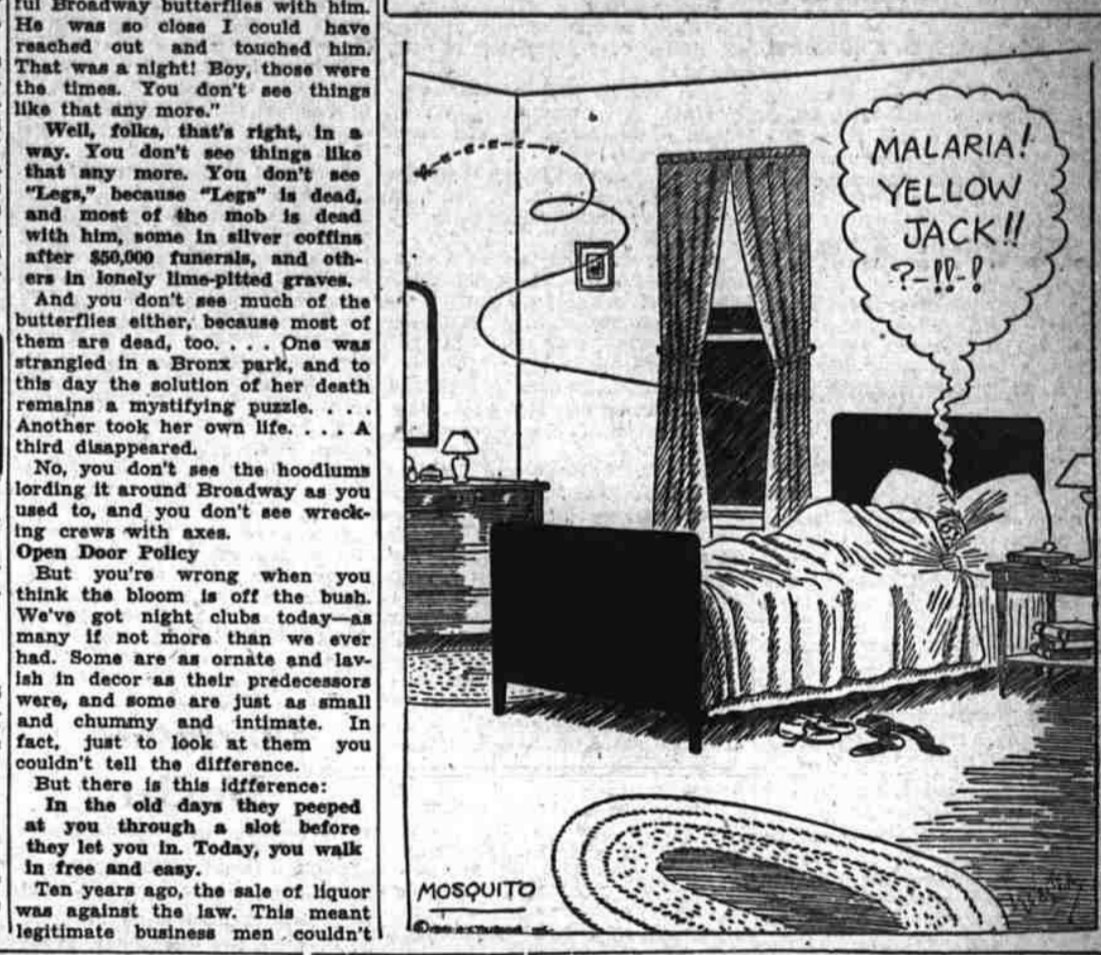 ful Broadway butterflies with him.
He was so close I could have
reached out and touched him.
That was a night! Boy, those were
the times. You don't see things
like that any more."
Well, folks, that's right, in a
way. You don't see things like
that any more. You don't see
"Legs," because "Legs" is dead,
and most of the mob is dead
with him, some in silver coffins
after $50,000 funerals, and oth-
ers in lonely lime-pitted graves.
And you don't see much of the
butterflies either, because most of
them are dead, too. . . . One was
strangled in a Bronx park, and to
this day the solution of her death
remains a mystifying puzzle. . . .
Another took her own life. . . . A
third disappeared.
No, you don't see the hoodlums
lording it around Broadway as you
used to, and you don't see wreck-
ing crews with axes.
Open Door Policy
But you're wrong when you
think the bloom is off the bush.
We've got night clubs today—as
many if not more than we ever
had. Some are as ornate and lav-
ish in decor as their predecessors
were, and some are just as small
and chummy and intimate. In
fact, just to look at them you
couldn't tell the difference.
But there is this idfference:
In the old days they peeped
at you through a slot before
they let you in. Today, you walk
in free and easy.
Ten years ago, the sale of liquor
was against the law. This meant
legitimate business men couldn't
MALARIA!
YELLOW
JACK!!
?-!!-!
MOSQUITO